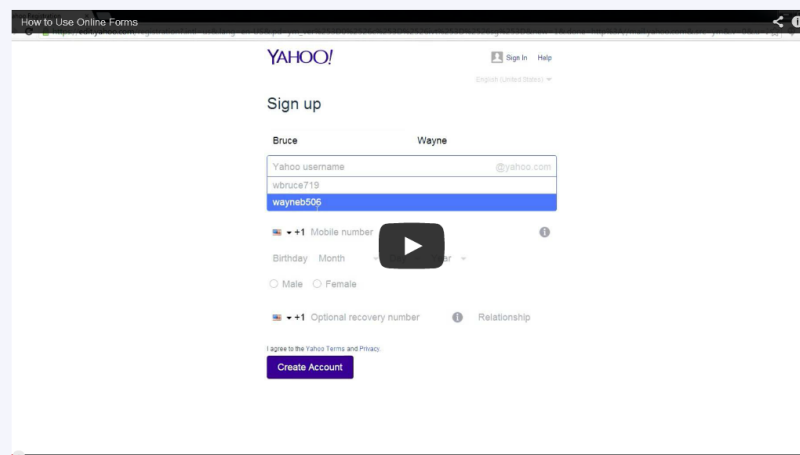 How to Use Online Forms
YAHOO!
Sign In Help
English (United States)
Sign up
Bruce Wayne
Yahoo username @yahoo.com
wbruce719
wayneb506
+1 Mobile number
Birthday Month
Male Female
+1 Optional recovery number Relationship
I agree to the Yahoo Terms and Privacy.
Create Account